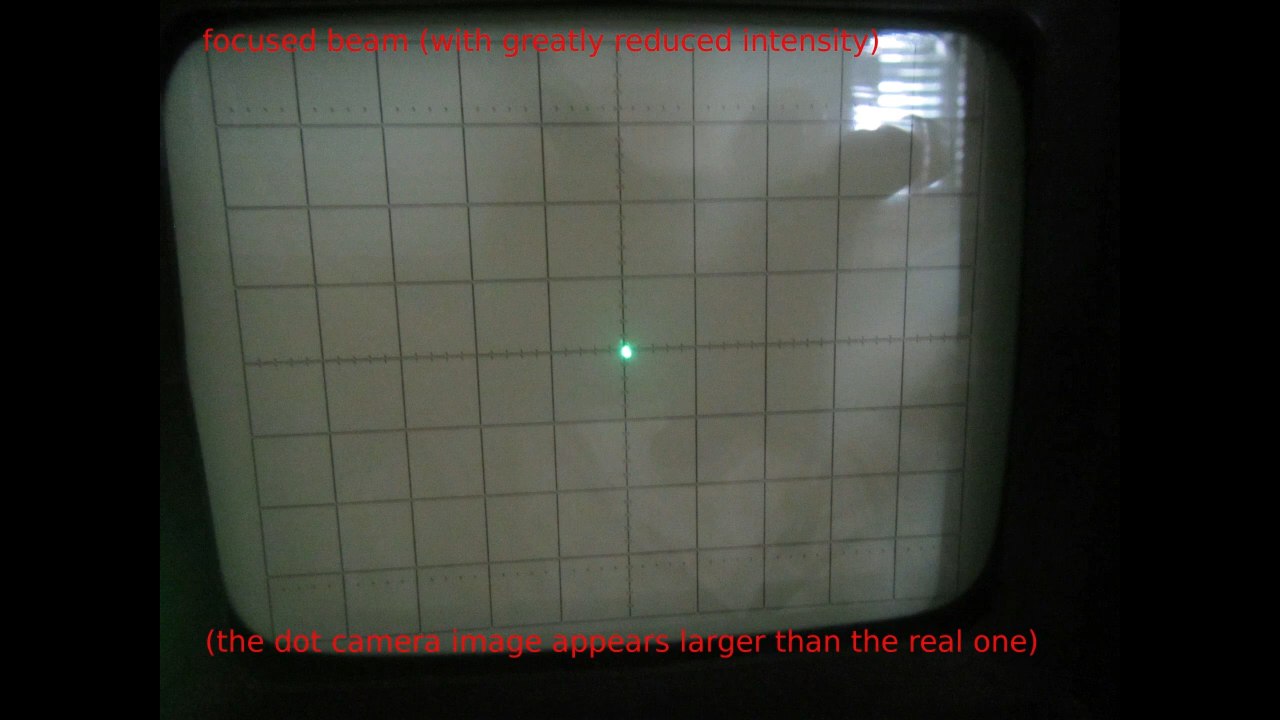 focused beam (with greatly reduced intensity)
(the dot camera image appears larger than the real one)